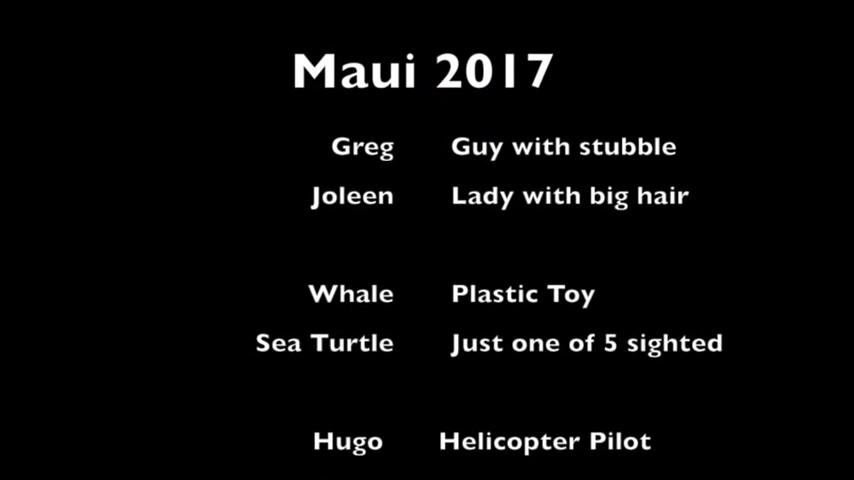 Maui 2017
Greg Guy with stubble
Joleen Lady with big hair
Whale Plastic Toy
Sea Turtle Just one of 5 sighted
Hugo Helicopter Pilot